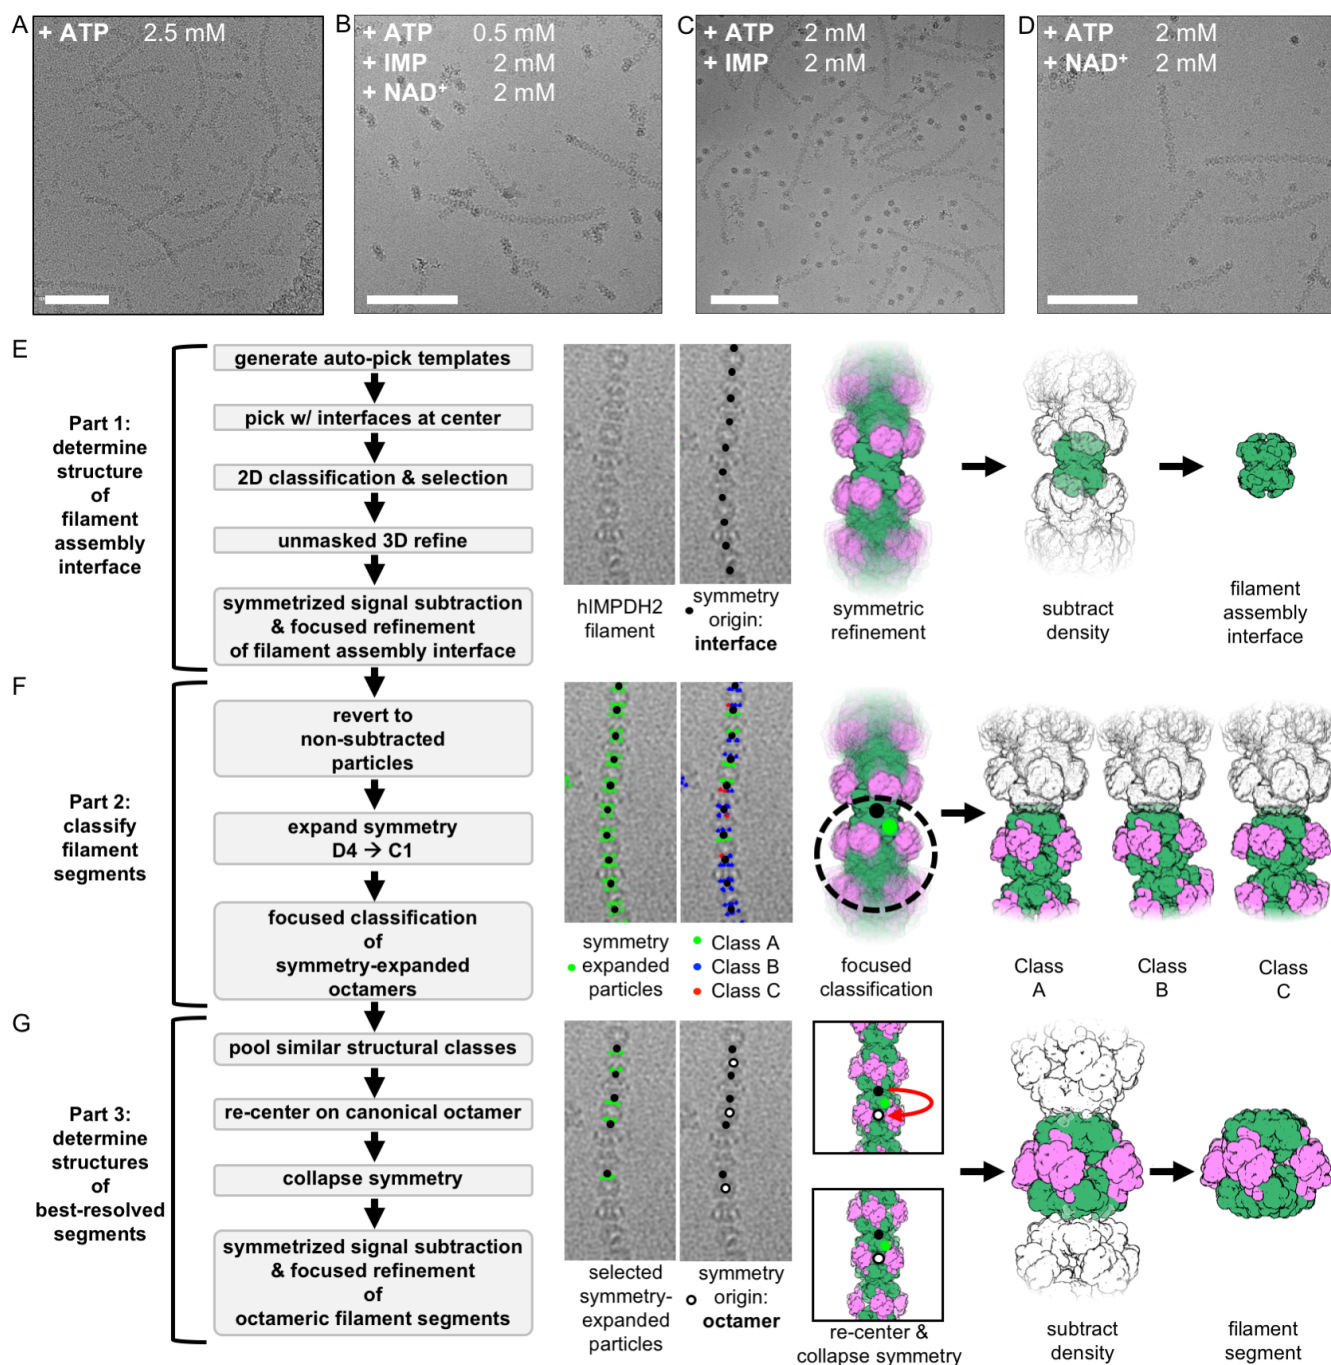 A
+ ATP 2.5 mM
B
+ ATP 0.5 mM
+ IMP 2 mM
+ NAD⁺ 2 mM
C
+ ATP 2 mM
+ IMP 2 mM
D
+ ATP 2 mM
+ NAD⁺ 2 mM
E
Part 1:
determine
structure
of
filament
assembly
interface
generate auto-pick templates
pick w/ interfaces at center
2D classification & selection
unmasked 3D refine
symmetrized signal subtraction
& focused refinement
of filament assembly interface
hIMPDH2
filament
symmetry
origin:
interface
symmetric
refinement
subtract
density
filament
assembly
interface
F
Part 2:
classify
filament
segments
revert to
non-subtracted
particles
expand symmetry
D4 → C1
focused classification
of
symmetry-expanded
octamers
symmetry
expanded
particles
Class A
Class B
Class C
focused
classification
Class
A
Class
B
Class
C
G
Part 3:
determine
structures
of
best-resolved
segments
pool similar structural classes
re-center on canonical octamer
collapse symmetry
symmetrized signal subtraction
& focused refinement
of
octameric filament segments
selected
symmetry-
expanded
particles
symmetry
origin:
octamer
re-center &
collapse symmetry
subtract
density
filament
segment